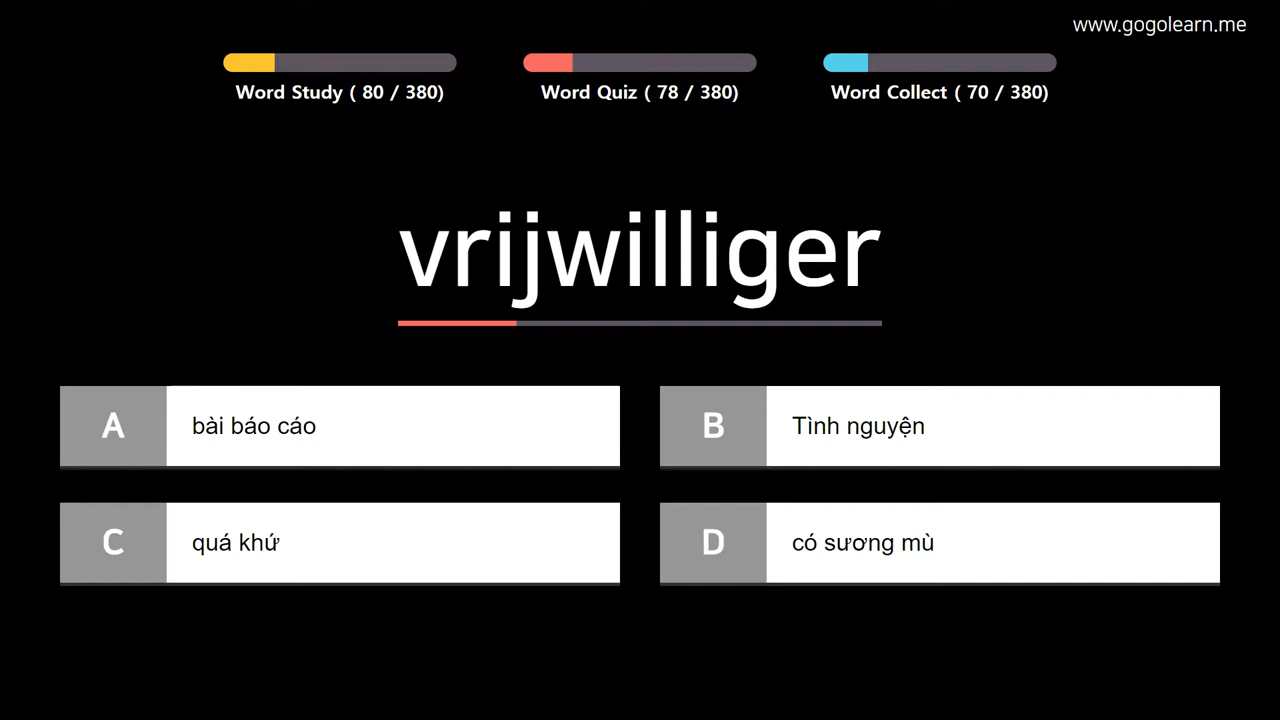 www.gogolearn.me
Word Study ( 80 / 380)
Word Quiz ( 78 / 380)
Word Collect ( 70 / 380)
vrijwilliger
A bài báo cáo
B Tình nguyện
C quá khứ
D có sương mù